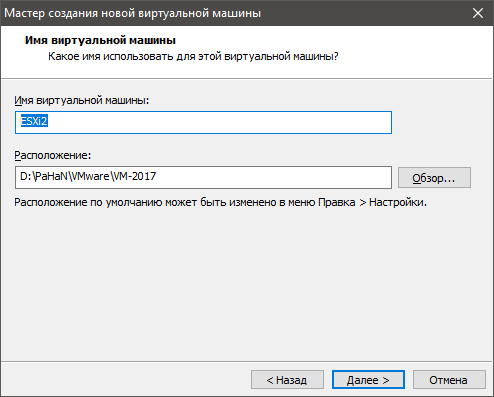 Мастер создания новой виртуальной машины
Имя виртуальной машины
Какое имя использовать для этой виртуальной машины?
Имя виртуальной машины:
ESXi2
Расположение:
D:\PaHaN\VMware\VM-2017
Обзор...
Расположение по умолчанию может быть изменено в меню Правка > Настройки.
< Назад
Далее >
Отмена